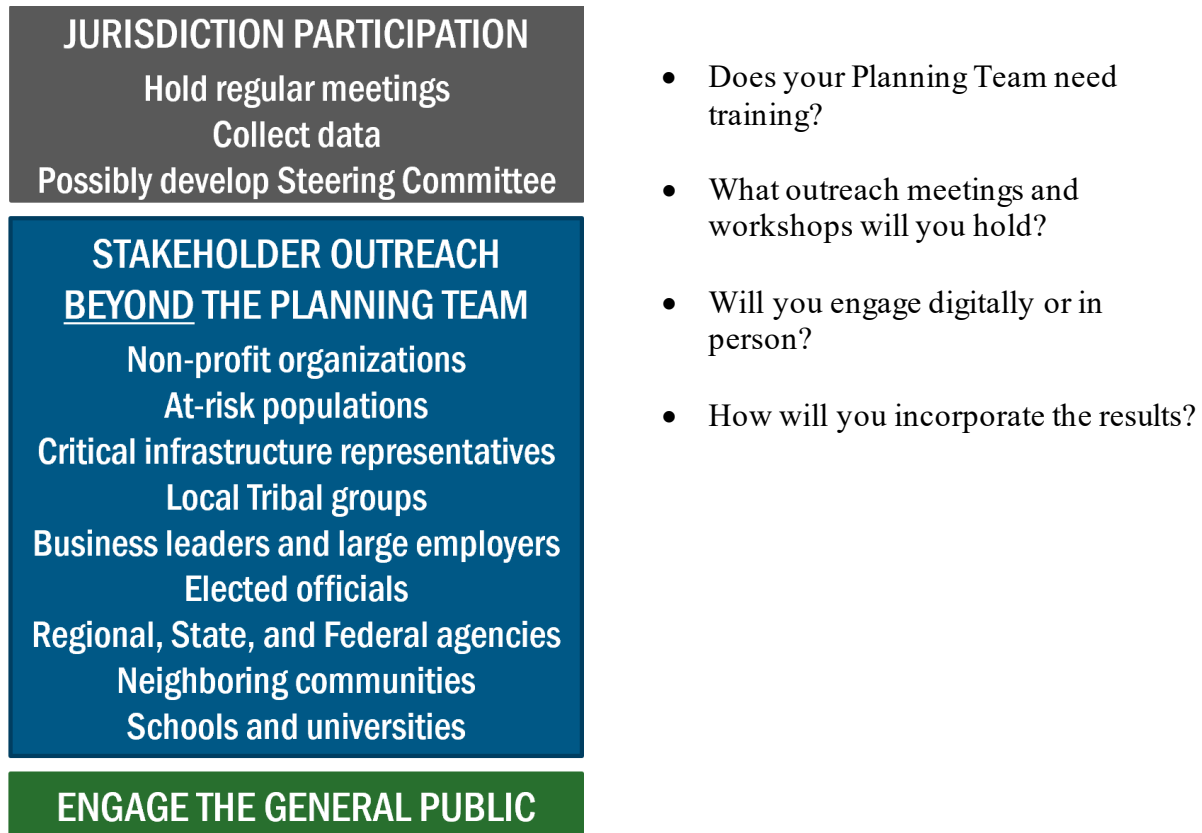 JURISDICTION PARTICIPATION
Hold regular meetings
Collect data
Possibly develop Steering Committee
STAKEHOLDER OUTREACH
BEYOND THE PLANNING TEAM
Non-profit organizations
At-risk populations
Critical infrastructure representatives
Local Tribal groups
Business leaders and large employers
Elected officials
Regional, State, and Federal agencies
Neighboring communities
Schools and universities
ENGAGE THE GENERAL PUBLIC
• Does your Planning Team need
training?
• What outreach meetings and
workshops will you hold?
• Will you engage digitally or in
person?
• How will you incorporate the results?